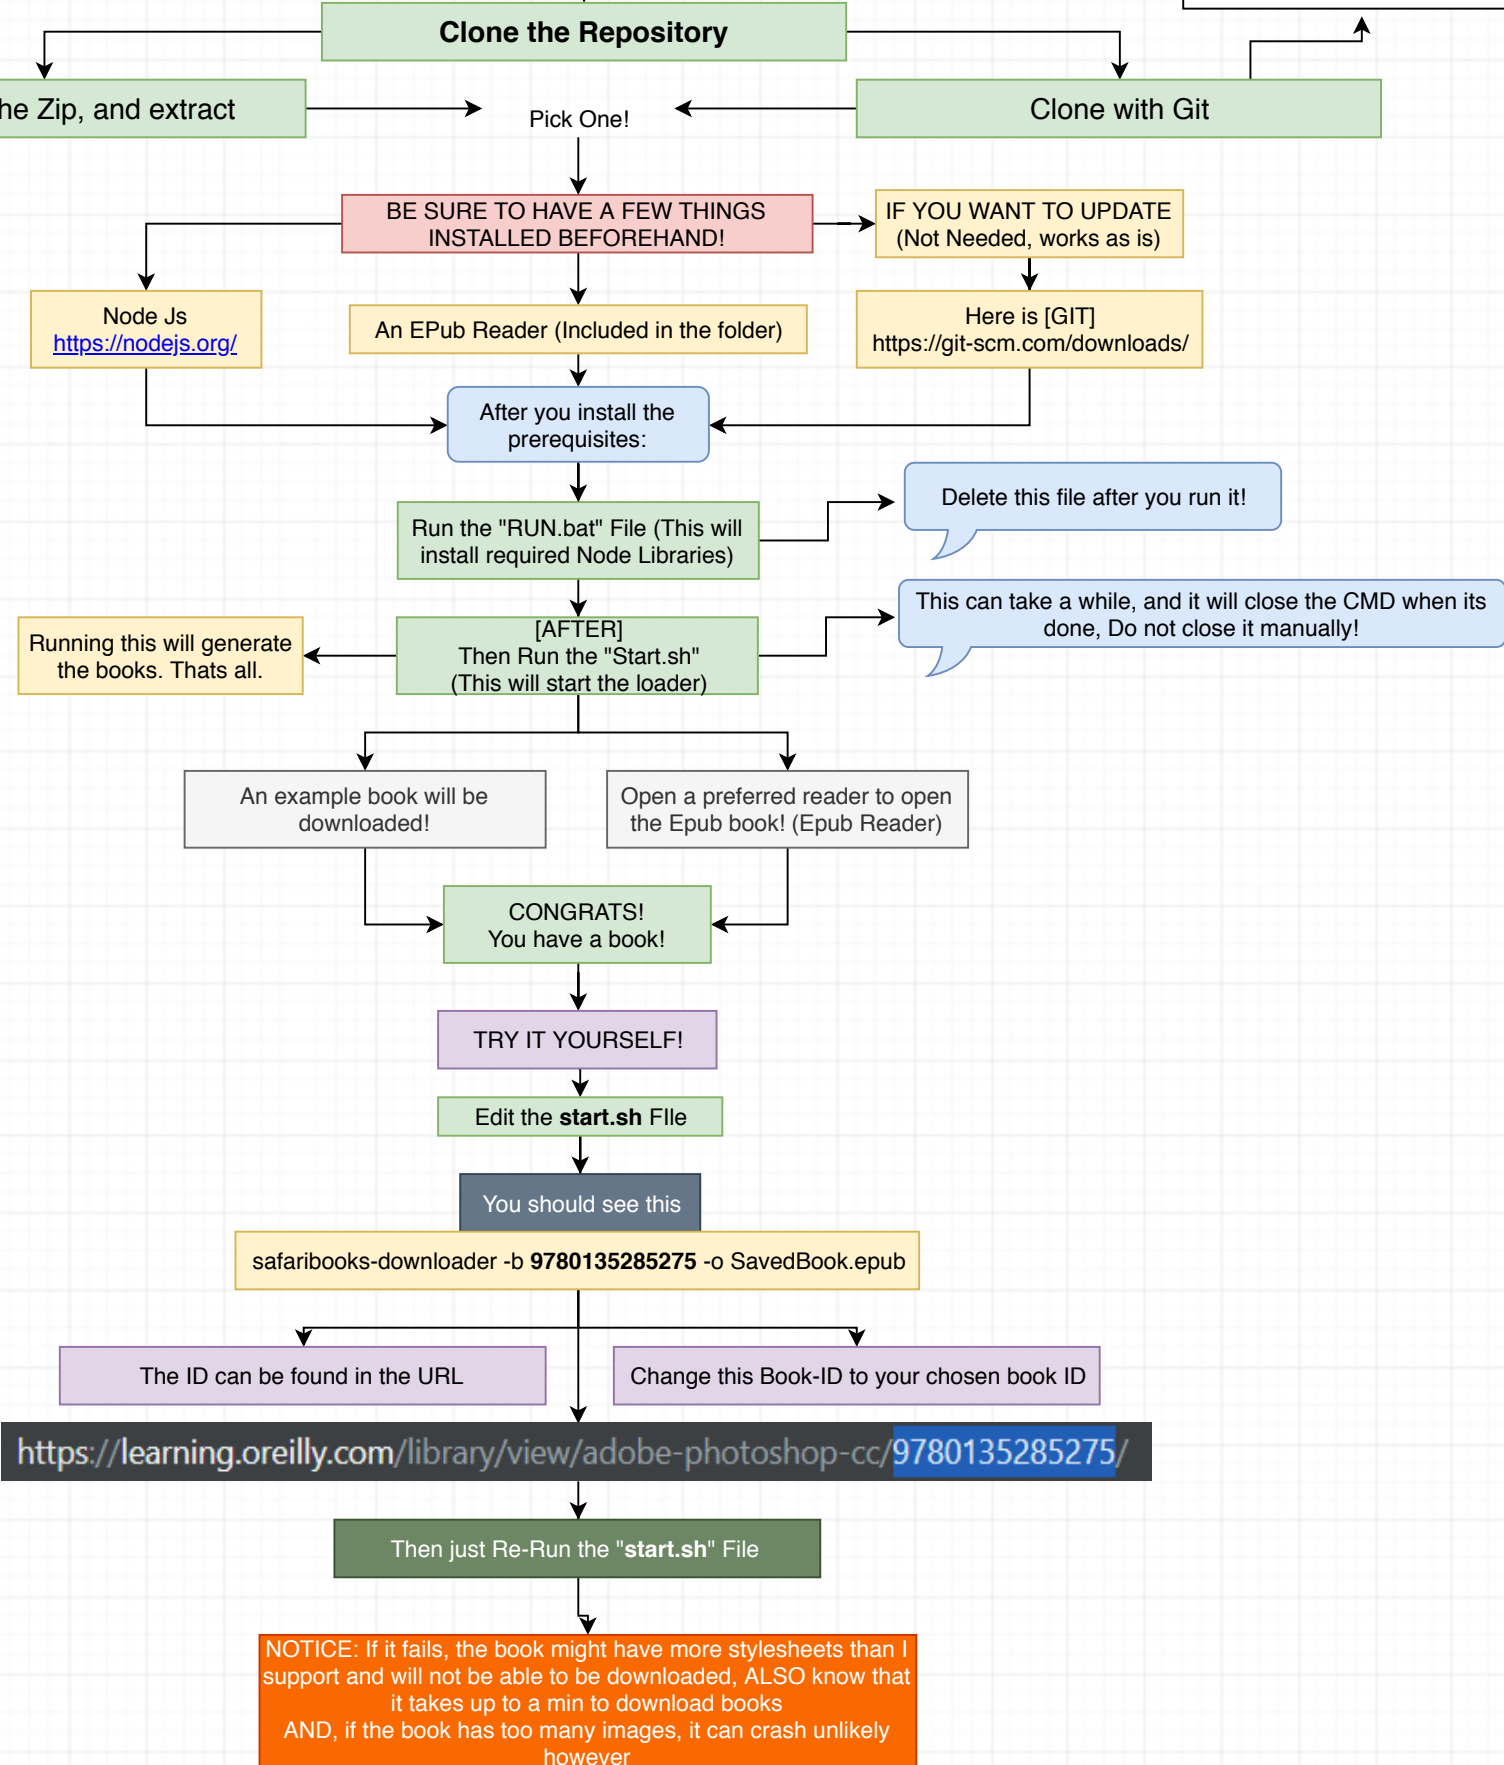 Clone the Repository
he Zip, and extract
Pick One!
Clone with Git
BE SURE TO HAVE A FEW THINGS
INSTALLED BEFOREHAND!
IF YOU WANT TO UPDATE
(Not Needed, works as is)
Node Js
https://nodejs.org/
An EPub Reader (Included in the folder)
Here is [GIT]
https://git-scm.com/downloads/
After you install the
prerequisites:
Run the "RUN.bat" File (This will
install required Node Libraries)
Delete this file after you run it!
This can take a while, and it will close the CMD when its
done, Do not close it manually!
Running this will generate
the books. Thats all.
[AFTER]
Then Run the "Start.sh"
(This will start the loader)
An example book will be
downloaded!
Open a preferred reader to open
the Epub book! (Epub Reader)
CONGRATS!
You have a book!
TRY IT YOURSELF!
Edit the start.sh FIle
You should see this
safaribooks-downloader -b 9780135285275 -o SavedBook.epub
The ID can be found in the URL
Change this Book-ID to your chosen book ID
https://learning.oreilly.com/library/view/adobe-photoshop-cc/9780135285275/
Then just Re-Run the "start.sh" File
NOTICE: If it fails, the book might have more stylesheets than I
support and will not be able to be downloaded, ALSO know that
it takes up to a min to download books
AND, if the book has too many images, it can crash unlikely
however